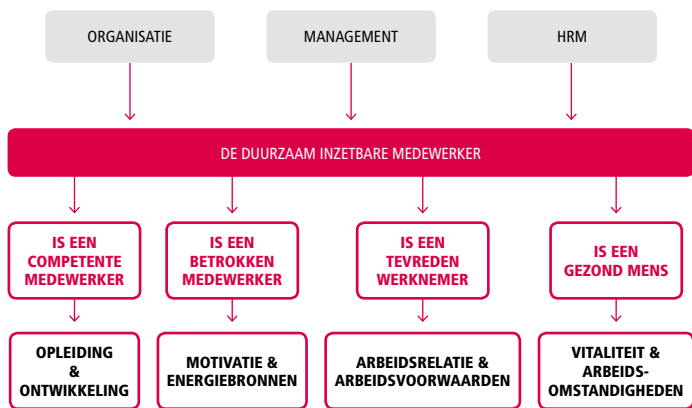 ORGANISATIE
MANAGEMENT
HRM
DE DUURZAAM INZETBARE MEDEWERKER
IS EEN
COMPETENTE
MEDEWERKER
IS EEN
BETROKKEN
MEDEWERKER
IS EEN
TEVREDEN
WERKNEMER
IS EEN
GEZOND MENS
OPLEIDING
&
ONTWIKKELING
MOTIVATIE &
ENERGIEBRONNEN
ARBEIDSRELATIE &
ARBEIDSVOORWAARDEN
VITALITEIT &
ARBEIDS-
OMSTANDIGHEDEN